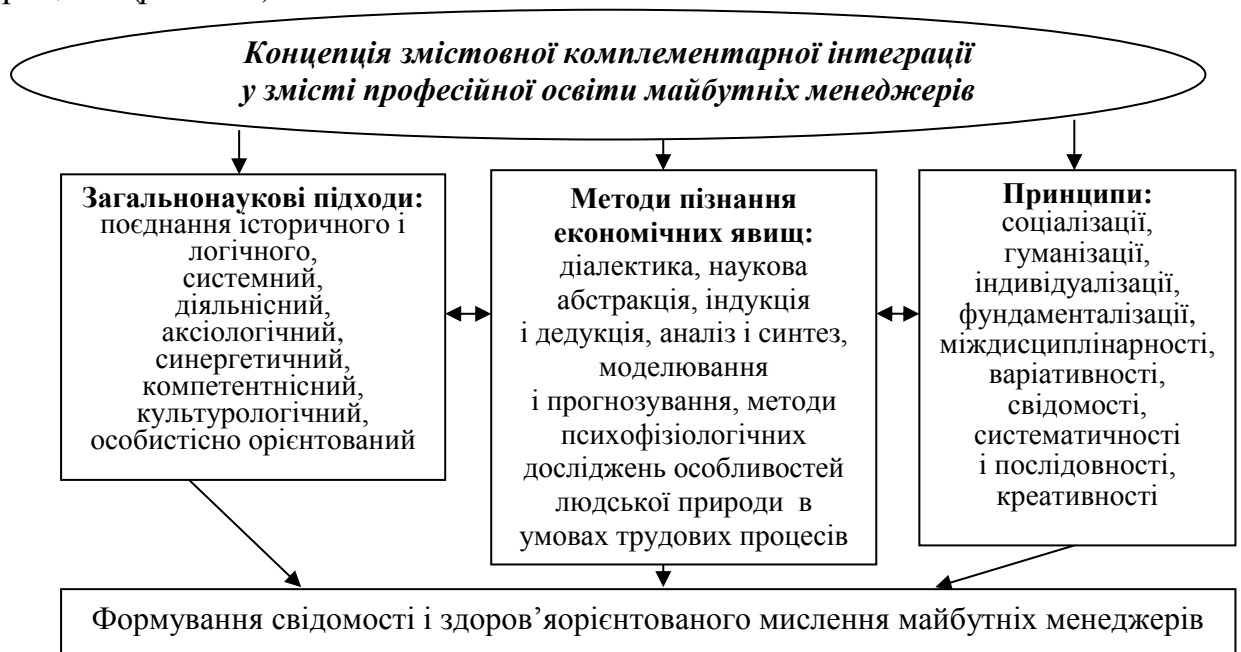 Концепція змістовної комплементарної інтеграції
у змісті професійної освіти майбутніх менеджерів
Загальнонаукові підходи:
поєднання історичного і
логічного,
системний,
діяльнісний,
аксіологічний,
синергетичний,
компетентнісний,
культурологічний,
особистісно орієнтований
Методи пізнання
економічних явищ:
діалектика, наукова
абстракція, індукція
і дедукція, аналіз і синтез,
моделювання
і прогнозування, методи
психофізіологічних
досліджень особливостей
людської природи в
умовах трудових процесів
Принципи:
соціалізації,
гуманізації,
індивідуалізації,
фундаменталізації,
міждисциплінарності,
варіативності,
свідомості,
систематичності
і послідовності,
креативності
Формування свідомості і здоров’яорієнтованого мислення майбутніх менеджерів